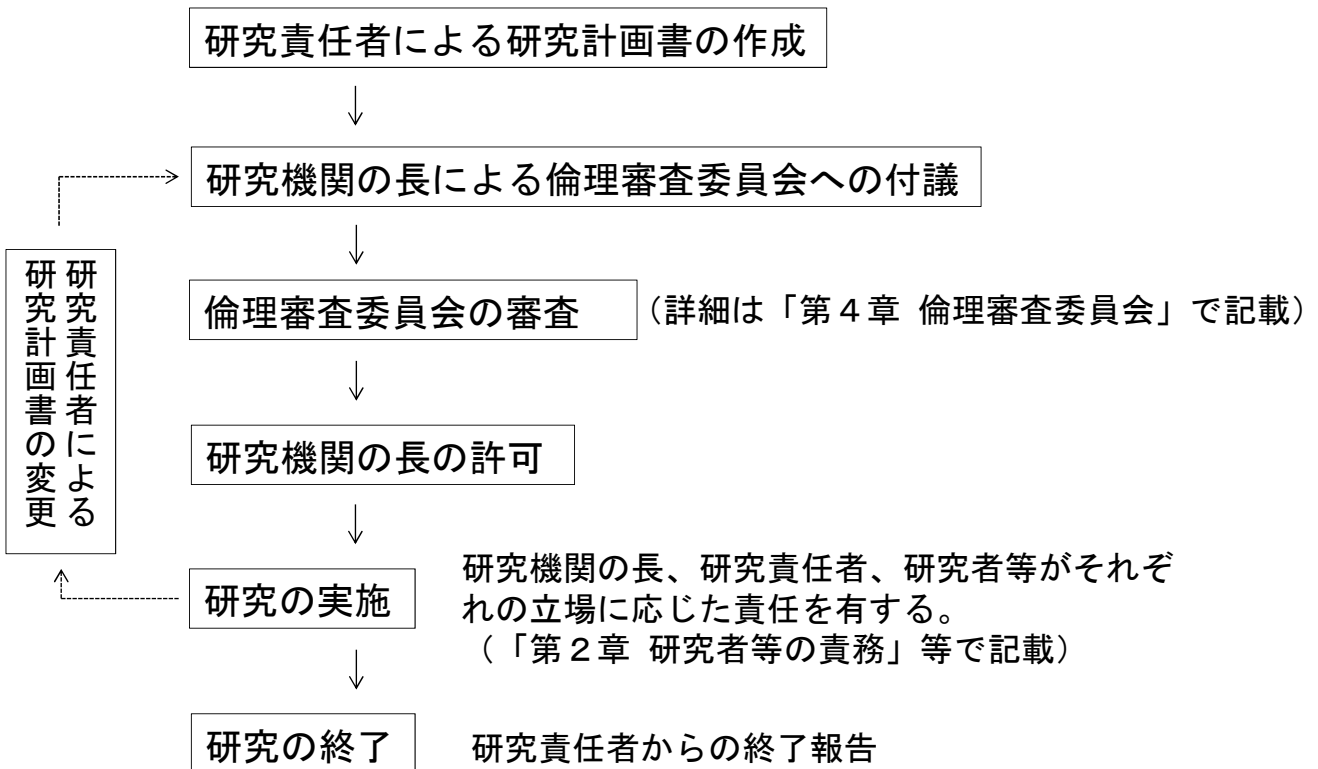 研究責任者による研究計画書の作成
研究機関の長による倫理審査委員会への付議
研究責任者による
研究計画書の変更
倫理審査委員会の審査
（詳細は「第４章 倫理審査委員会」で記載）
研究機関の長の許可
研究の実施
研究機関の長、研究責任者、研究者等がそれぞ
れの立場に応じた責任を有する。
（「第２章 研究者等の責務」等で記載）
研究の終了
研究責任者からの終了報告